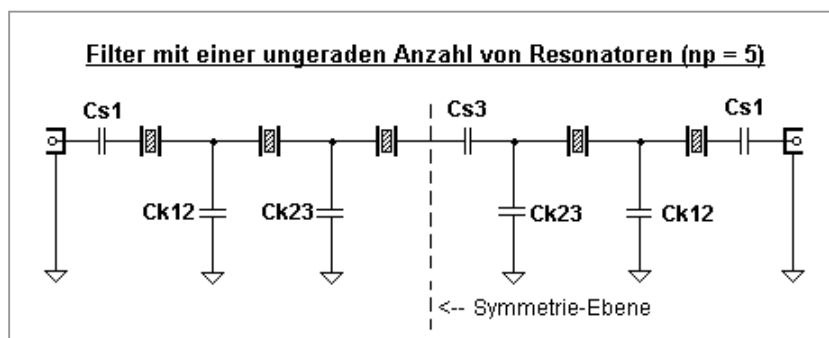 Filter mit einer ungeraden Anzahl von Resonatoren (np = 5)
Cs1 Cs3 Cs1
Ck12 Ck23 Ck23 Ck12
<-- Symmetrie-Ebene